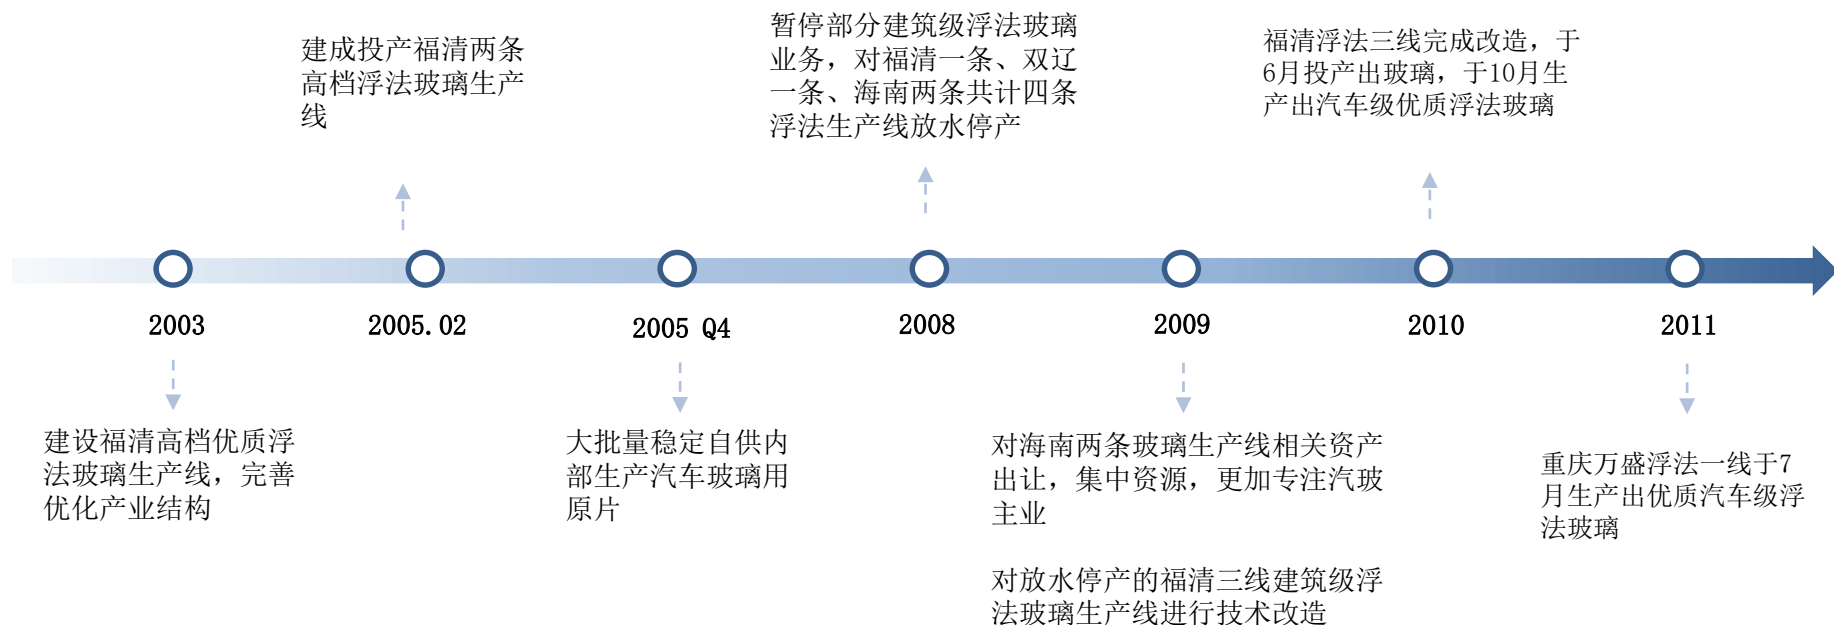 建成投产福清两条
高档浮法玻璃生产
线
暂停部分建筑级浮法玻璃
业务，对福清一条、双辽
一条、海南两条共计四条
浮法生产线放水停产
福清浮法三线完成改造，于
6月投产出玻璃，于10月生
产出汽车级优质浮法玻璃
2003
2005.02
2005 Q4
2008
2009
2010
2011
建设福清高档优质浮
法玻璃生产线，完善
优化产业结构
大批量稳定自供内
部生产汽车玻璃用
原片
对海南两条玻璃生产线相关资产
出让，集中资源，更加专注汽玻
主业
对放水停产的福清三线建筑级浮
法玻璃生产线进行技术改造
重庆万盛浮法一线于7
月生产出优质汽车级浮
法玻璃